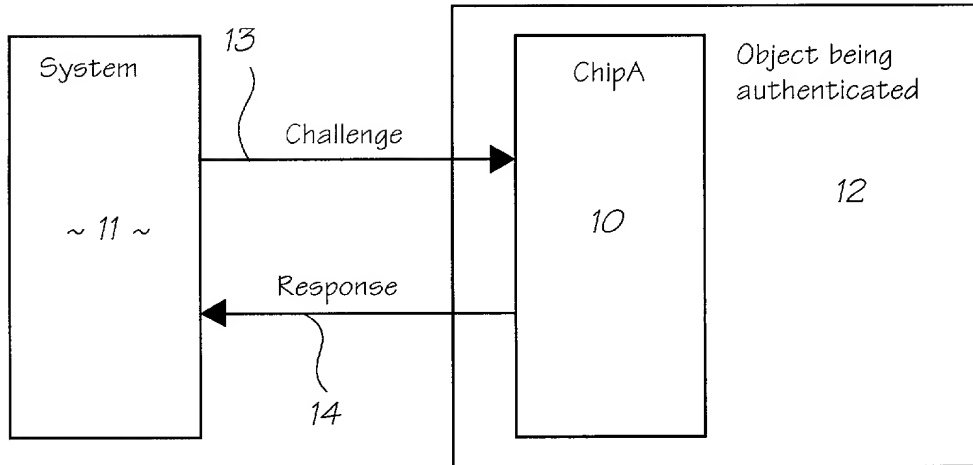 13
System
ChipA
Object being
authenticated
Challenge
~ 11 ~
10
12
Response
14